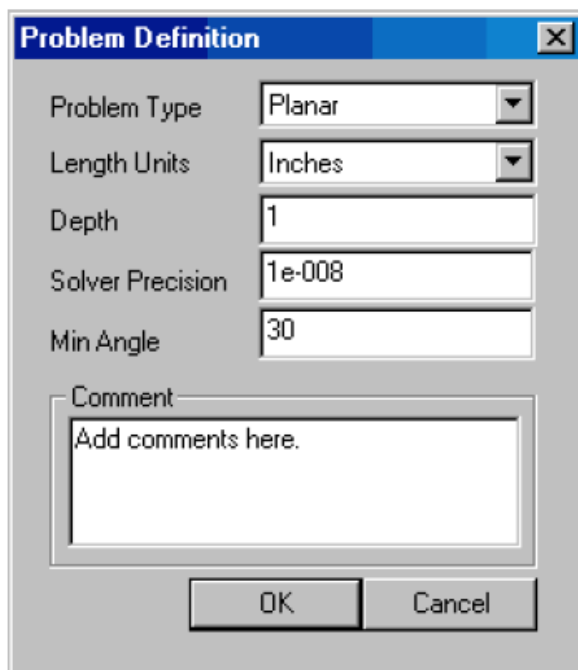 Problem Definition
Problem Type Planar
Length Units Inches
Depth 1
Solver Precision 1e-008
Min Angle 30
Comment
Add comments here.
OK Cancel